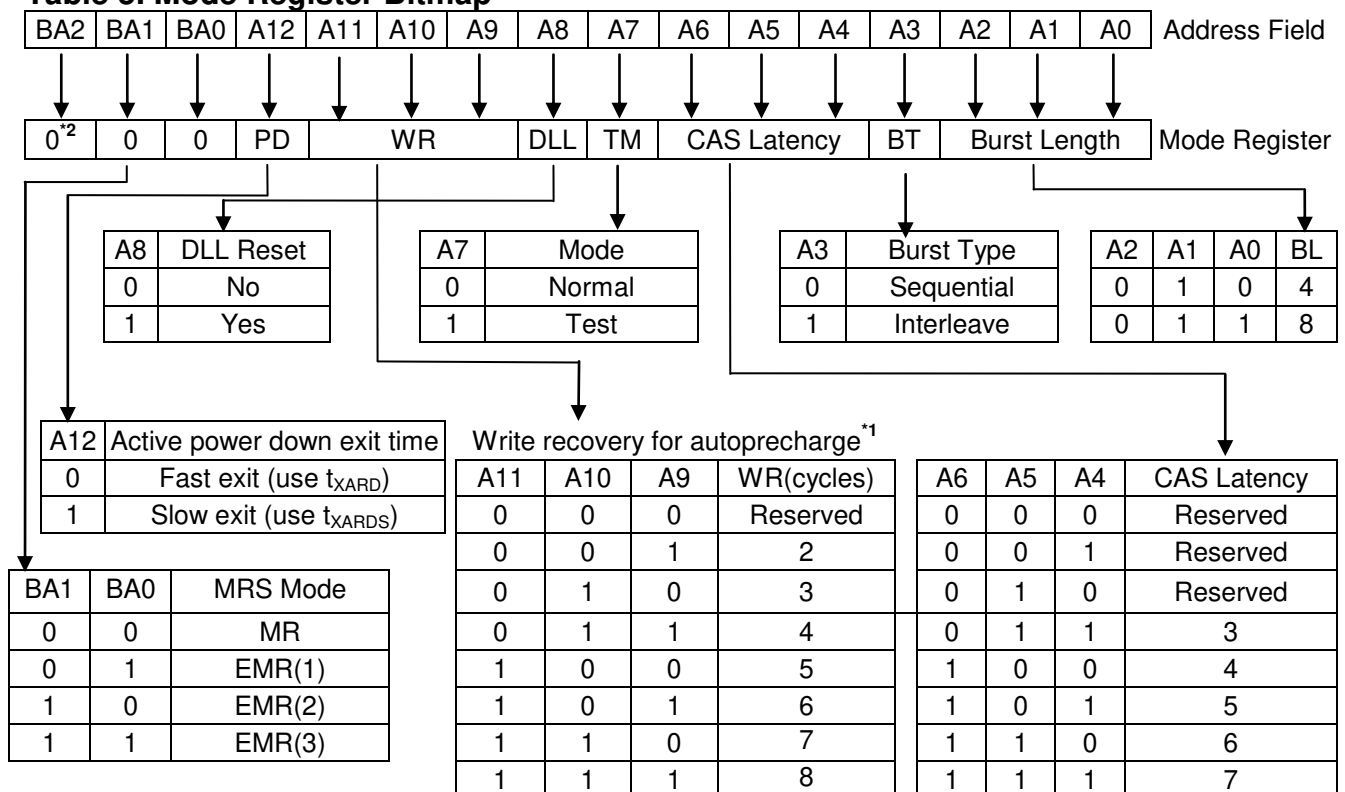 Table 5. Mode Register Bitmap
BA2 BA1 BA0 A12 A11 A10 A9 A8 A7 A6 A5 A4 A3 A2 A1 A0 Address Field
0*2 0 0 PD WR DLL TM CAS Latency BT Burst Length Mode Register
A8 DLL Reset
0 No
1 Yes
A7 Mode
0 Normal
1 Test
A3 Burst Type
0 Sequential
1 Interleave
A2 A1 A0 BL
0 1 0 4
0 1 1 8
A12 Active power down exit time
0 Fast exit (use tXARD)
1 Slow exit (use tXARDS)
BA1 BA0 MRS Mode
0 0 MR
0 1 EMR(1)
1 0 EMR(2)
1 1 EMR(3)
Write recovery for autoprecharge*1
A11 A10 A9 WR(cycles)
0 0 0 Reserved
0 0 1 2
0 1 0 3
0 1 1 4
1 0 0 5
1 0 1 6
1 1 0 7
1 1 1 8
A6 A5 A4 CAS Latency
0 0 0 Reserved
0 0 1 Reserved
0 1 0 Reserved
0 1 1 3
1 0 0 4
1 0 1 5
1 1 0 6
1 1 1 7